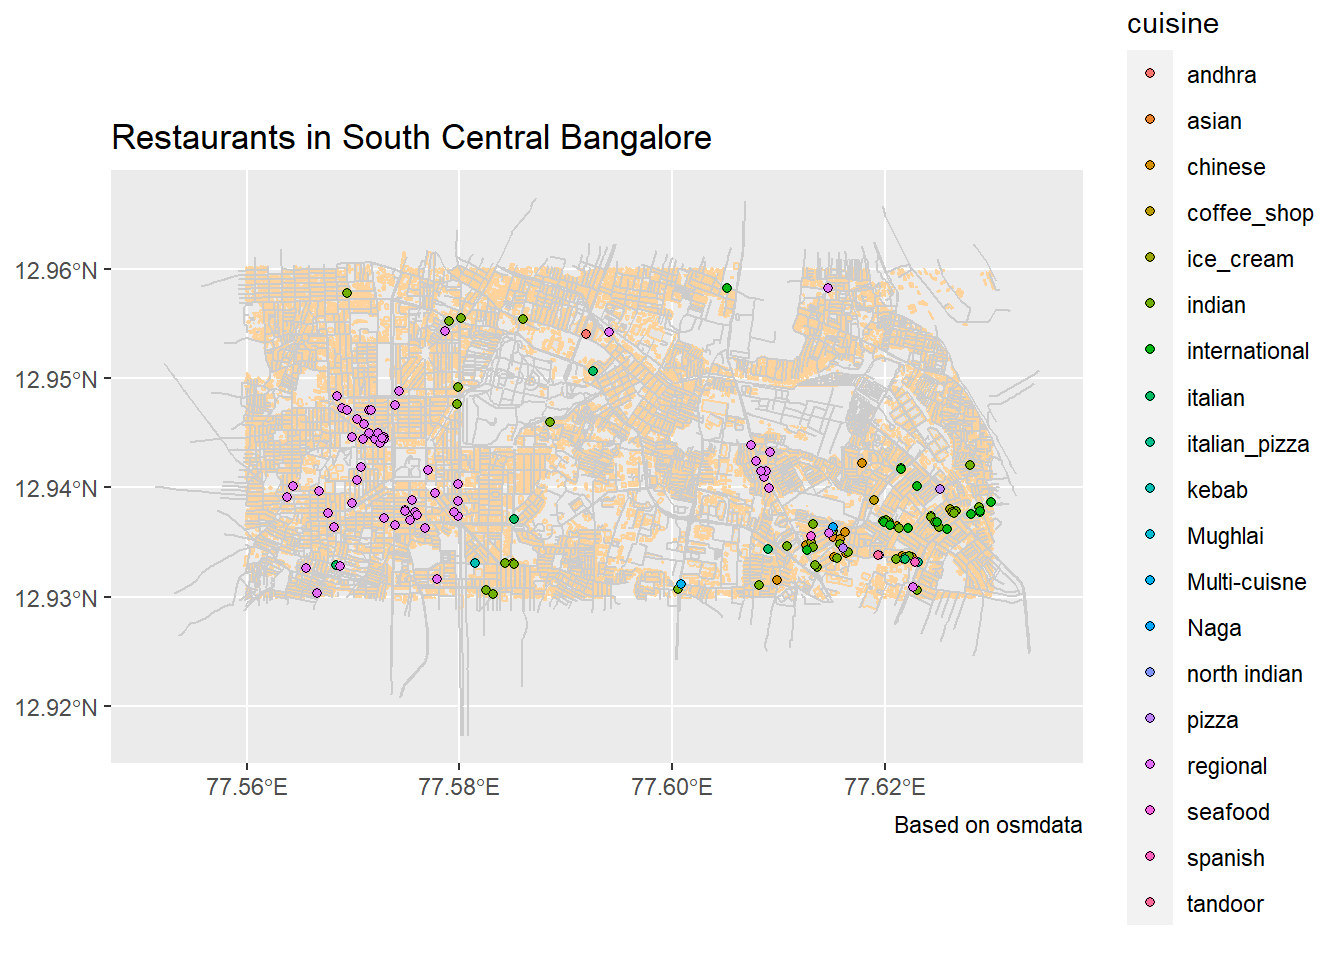 cuisine
andhra
asian
chinese
coffee_shop
ice_cream
indian
international
italian
italian_pizza
kebab
Mughlai
Multi-cuisne
Naga
north indian
pizza
regional
seafood
spanish
tandoor
Restaurants in South Central Bangalore
12.96°N
12.95°N
12.94°N
12.93°N
12.92°N
77.56°E 77.58°E 77.60°E 77.62°E
Based on osmdata